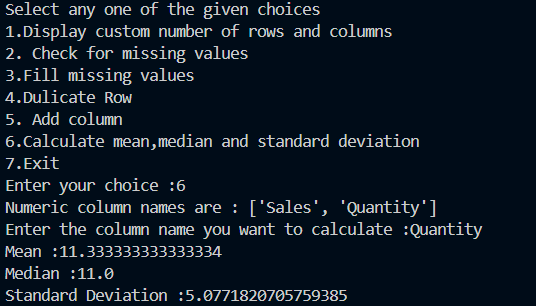 Select any one of the given choices
1.Display custom number of rows and columns
2. Check for missing values
3.Fill missing values
4.Dulicate Row
5. Add column
6.Calculate mean,median and standard deviation
7.Exit
Enter your choice :6
Numeric column names are : ['Sales', 'Quantity']
Enter the column name you want to calculate :Quantity
Mean :11.333333333333334
Median :11.0
Standard Deviation :5.0771820705759385